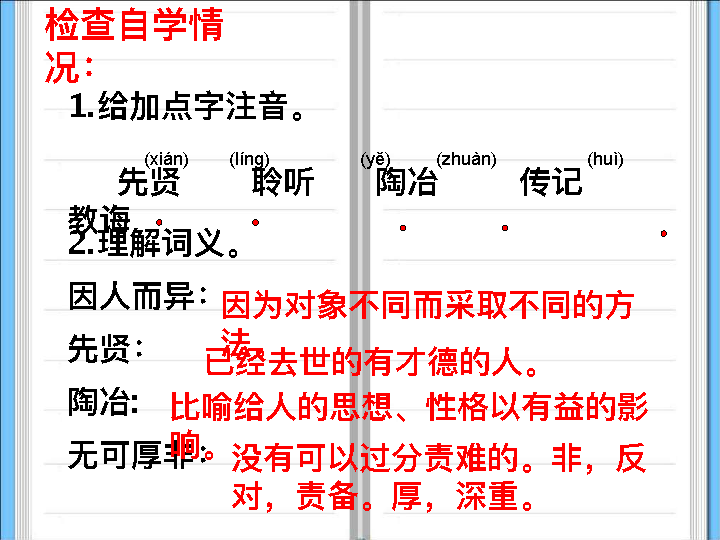 检查自学情
况：
1.给加点字注音。
(xián) (líng) (yě) (zhuàn) (huì)
先贤 聆听 陶冶 传记
教诲
2.理解词义。
因人而异：因为对象不同而采取不同的方
法。
先贤：已经去世的有才德的人。
陶冶:比喻给人的思想、性格以有益的影
响。
无可厚非：没有可以过分责难的。非，反
对，责备。厚，深重。